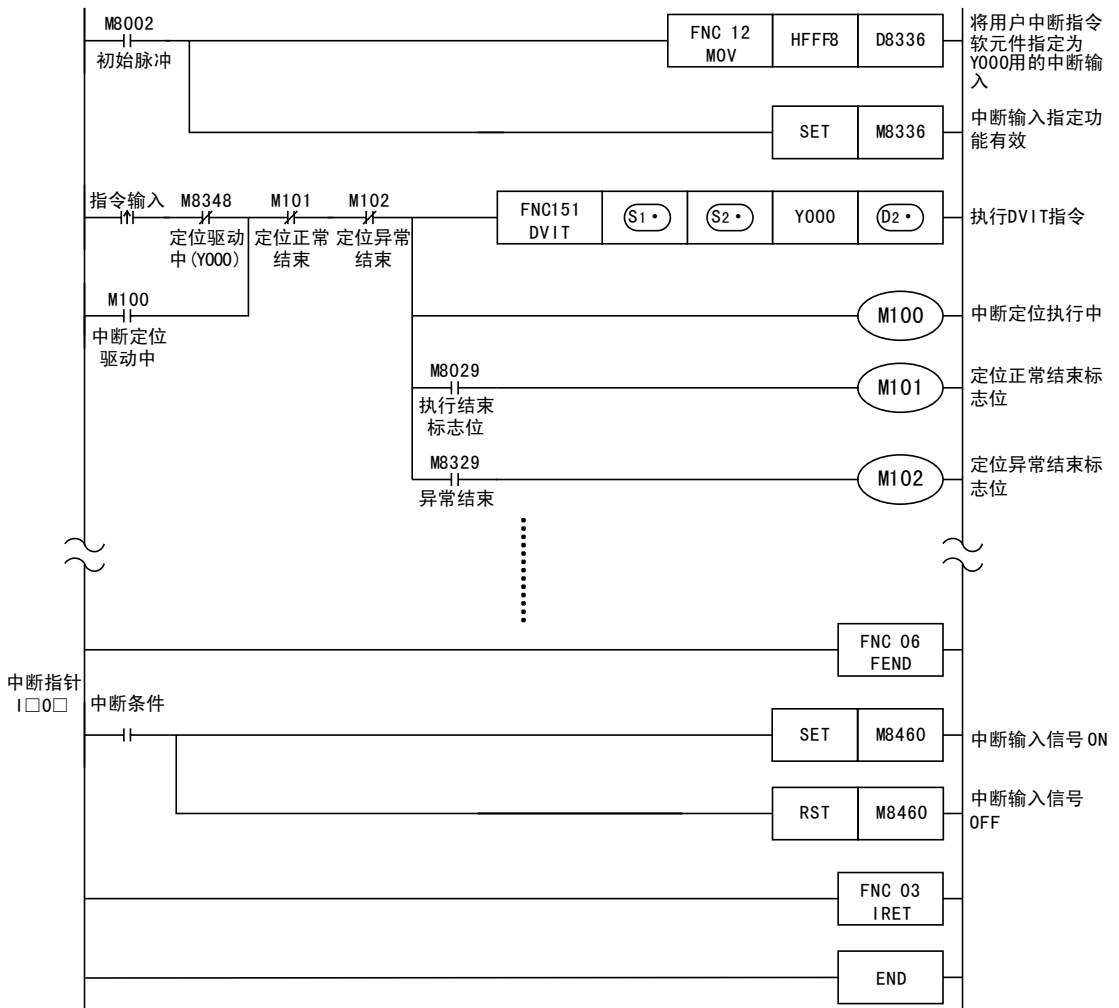 M8002
初始脉冲
FNC 12
MOV
HFFF8
D8336
将用户中断指令
软元件指定为
Y000用的中断输
入
SET
M8336
中断输入指定功
能有效
指令输入
M8348
定位驱动
中(Y000)
M101
定位正常
结束
M102
定位异常
结束
FNC151
DVIT
S1·
S2·
Y000
D2·
执行DVIT指令
M100
中断定位
驱动中
M100
中断定位执行中
M8029
执行结束
标志位
M101
定位正常结束标
志位
M8329
异常结束
M102
定位异常结束标
志位
FNC 06
FEND
中断指针
I□0□
中断条件
SET
M8460
中断输入信号ON
RST
M8460
中断输入信号
OFF
FNC 03
IRET
END